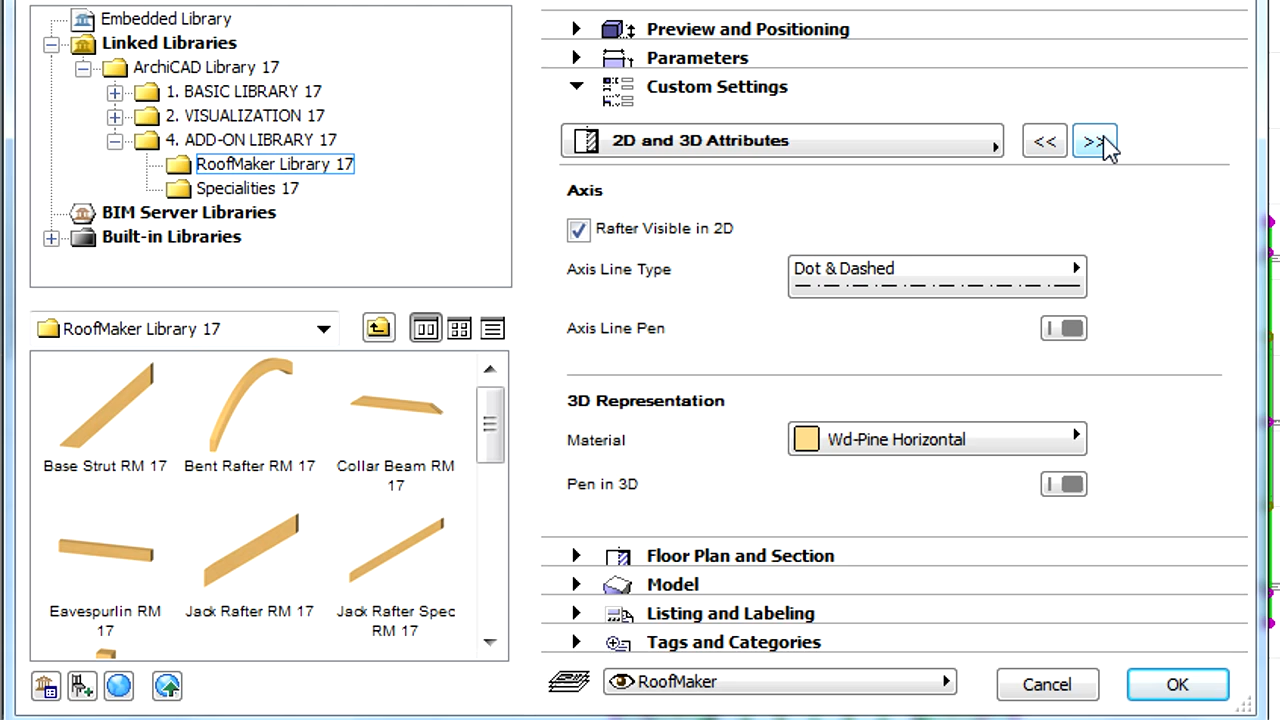 Embedded Library
Linked Libraries
ArchiCAD Library 17
1. BASIC LIBRARY 17
2. VISUALIZATION 17
4. ADD-ON LIBRARY 17
RoofMaker Library 17
Specialities 17
BIM Server Libraries
Built-in Libraries
RoofMaker Library 17
Base Strut RM 17
Bent Rafter RM 17
Collar Beam RM
17
Eavespurlin RM
17
Jack Rafter RM 17
Jack Rafter Spec
RM 17
Preview and Positioning
Parameters
Custom Settings
2D and 3D Attributes
<<
>>
Axis
Rafter Visible in 2D
Axis Line Type
Dot & Dashed
Axis Line Pen
3D Representation
Material
Wd-Pine Horizontal
Pen in 3D
Floor Plan and Section
Model
Listing and Labeling
Tags and Categories
RoofMaker
Cancel
OK